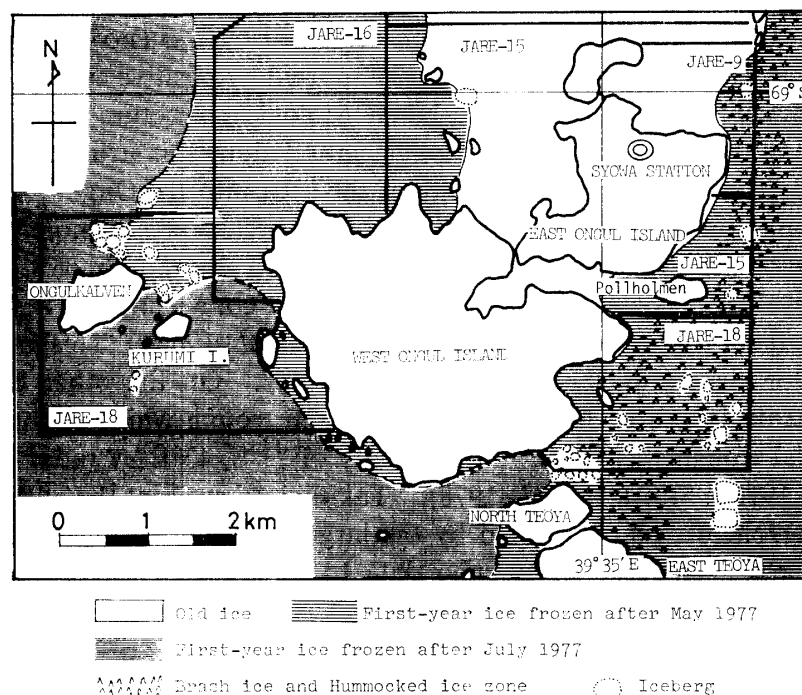 N
JARE-16
JARE-15
JARE-9
69° S
SYOWA STATION
EAST ONGUL ISLAND
JARE-15
Pollholmen
ONGULKALVEN
KURUMI I.
WEST ONGUL ISLAND
JARE-18
JARE-18
NORTH TEOYA
0 1 2 km
39° 35′ E
EAST TEOYA
Old ice
First-year ice frozen after May 1977
First-year ice frozen after July 1977
Brash ice and Hummocked ice zone
Iceberg